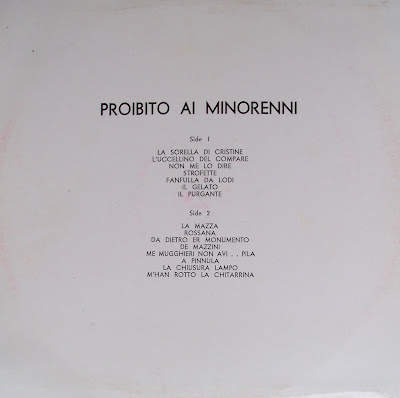 PROIBITO AI MINORENNI
Side 1
LA SORELLA DI CRISTINE
L'UCCELLINO DEL COMPARE
NON ME LO DIRE
STROFETTE
FANFULLA DA LODI
IL GELATO
IL PURGANTE
Side 2
LA MAZZA
ROSSANA
DA DIETRO ER MONUMENTO
DE MAZZINI
ME MUGGHIERI NON AVI . . PILA
A PINNULA
LA CHIUSURA LAMPO
M'HAN ROTTO LA CHITARRINA